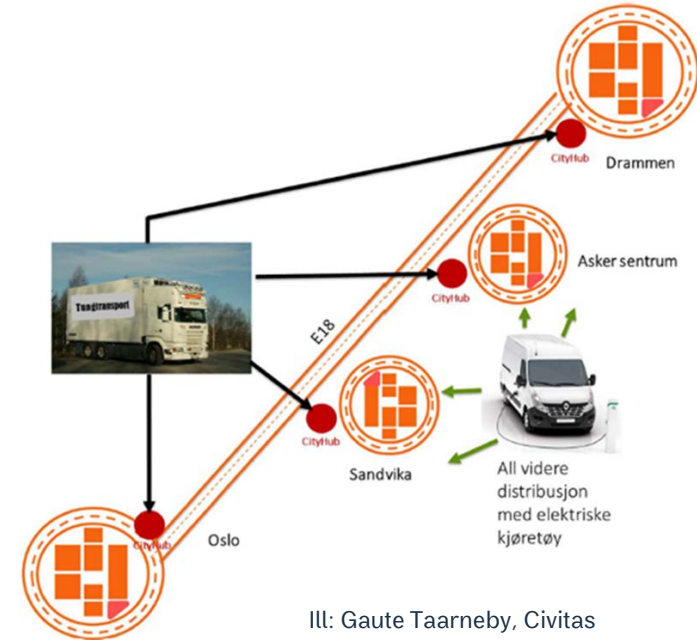 CityHub
Drammen
Asker sentrum
CityHub
Tungtransport
E18
CityHub
Sandvika
All videre
distribusjon
med elektriske
kjøretøy
CityHub
Oslo
Ill: Gaute Taarneby, Civitas